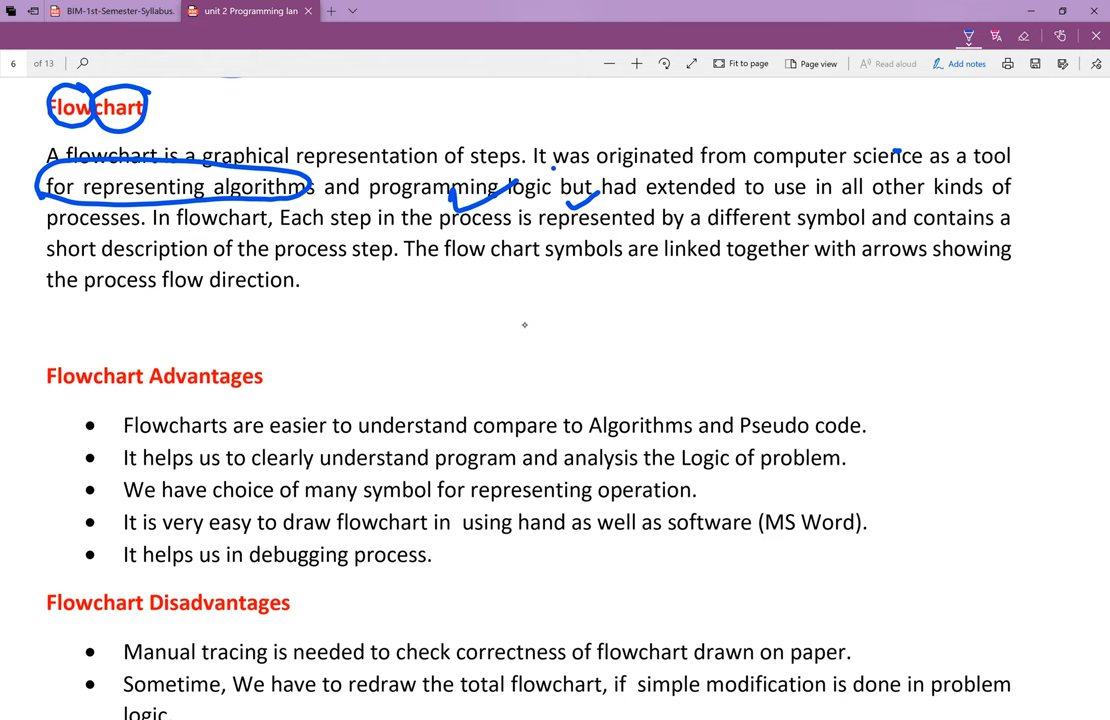 BIM-1st-Semester-Syllabus.
unit 2 Programming lan
6 of 13
Fit to page
Page view
Read aloud
Add notes
Flowchart
A flowchart is a graphical representation of steps. It was originated from computer science as a tool
for representing algorithms and programming logic but had extended to use in all other kinds of
processes. In flowchart, Each step in the process is represented by a different symbol and contains a
short description of the process step. The flow chart symbols are linked together with arrows showing
the process flow direction.
Flowchart Advantages
• Flowcharts are easier to understand compare to Algorithms and Pseudo code.
• It helps us to clearly understand program and analysis the Logic of problem.
• We have choice of many symbol for representing operation.
• It is very easy to draw flowchart in using hand as well as software (MS Word).
• It helps us in debugging process.
Flowchart Disadvantages
• Manual tracing is needed to check correctness of flowchart drawn on paper.
• Sometime, We have to redraw the total flowchart, if simple modification is done in problem
logic.